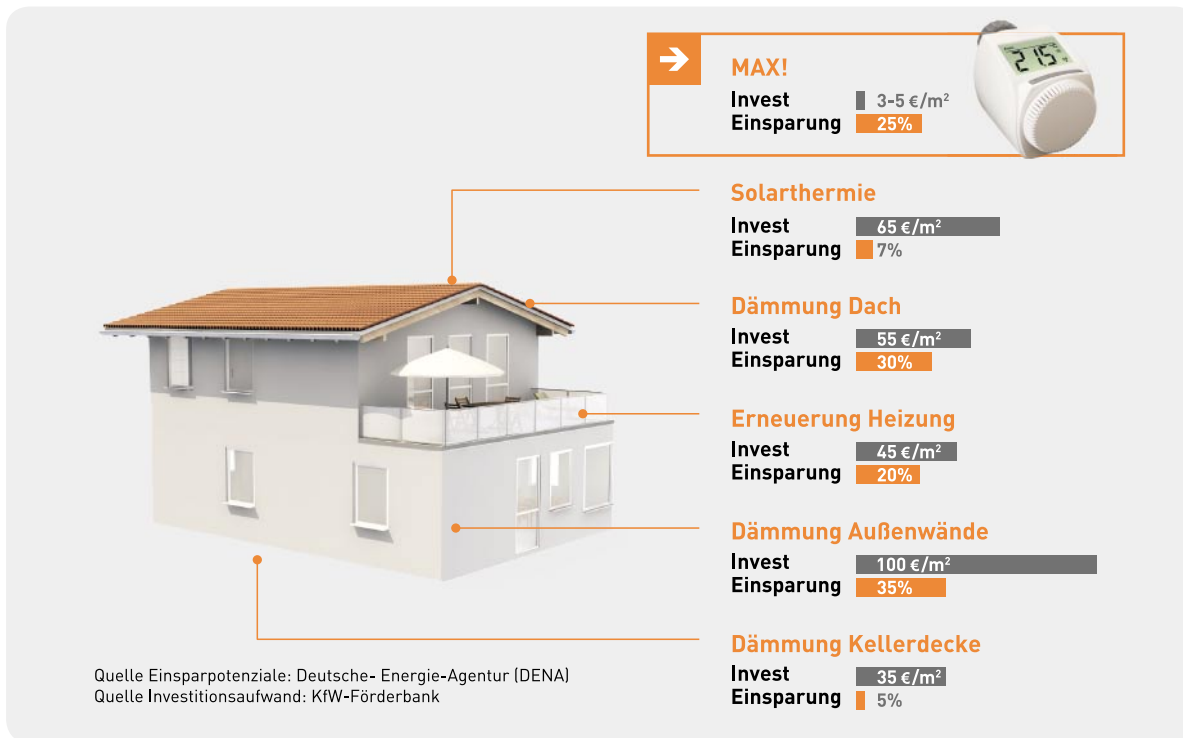 MAX!
Invest 3-5 €/m²
Einsparung 25%
21.5°
Solarthermie
Invest 65 €/m²
Einsparung 7%
Dämmung Dach
Invest 55 €/m²
Einsparung 30%
Erneuerung Heizung
Invest 45 €/m²
Einsparung 20%
Dämmung Außenwände
Invest 100 €/m²
Einsparung 35%
Dämmung Kellerdecke
Invest 35 €/m²
Einsparung 5%
Quelle Einsparpotenziale: Deutsche- Energie-Agentur (DENA)
Quelle Investitionsaufwand: KfW-Förderbank